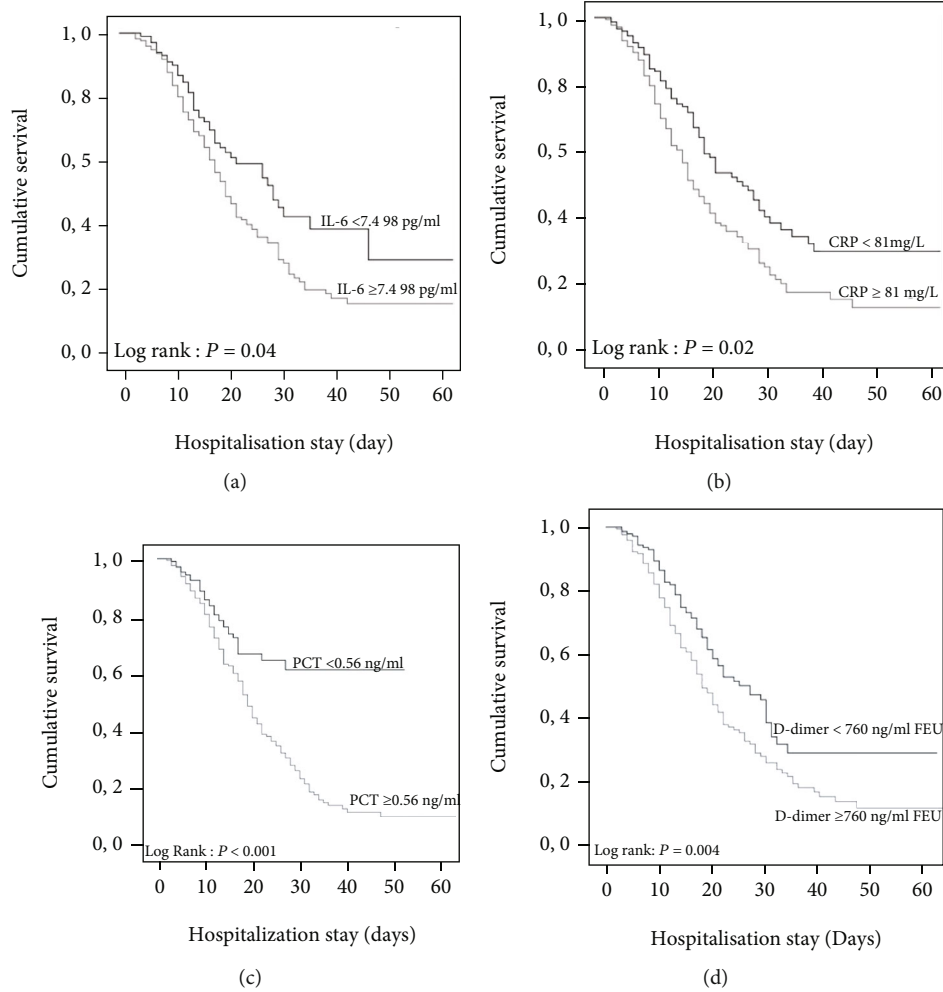 Cumulative servival
1, 0
0, 8
0, 5
0, 4
0, 2
0, 0
IL-6 <7.4 98 pg/ml
IL-6 ≥7.4 98 pg/ml
Log rank : P = 0.04
0 10 20 30 40 50 60
Hospitalisation stay (day)
(a)
Cumulative servival
1, 0
0, 8
0, 5
0, 4
0, 2
0, 0
CRP < 81mg/L
CRP ≥ 81 mg/L
Log rank : P = 0.02
0 10 20 30 40 50 60
Hospitalisation stay (day)
(b)
Cumulative survival
1, 0
0, 8
0, 6
0, 4
0, 2
0, 0
PCT <0.56 ng/ml
PCT ≥0.56 ng/ml
Log Rank : P < 0.001
0 10 20 30 40 50 60
Hospitalization stay (days)
(c)
Cumulative survival
1, 0
0, 8
0, 6
0, 4
0, 2
0, 0
D-dimer < 760 ng/ml FEU
D-dimer ≥760 ng/ml FEU
Log rank: P = 0.004
0 10 20 30 40 50 60
Hospitalisation stay (Days)
(d)